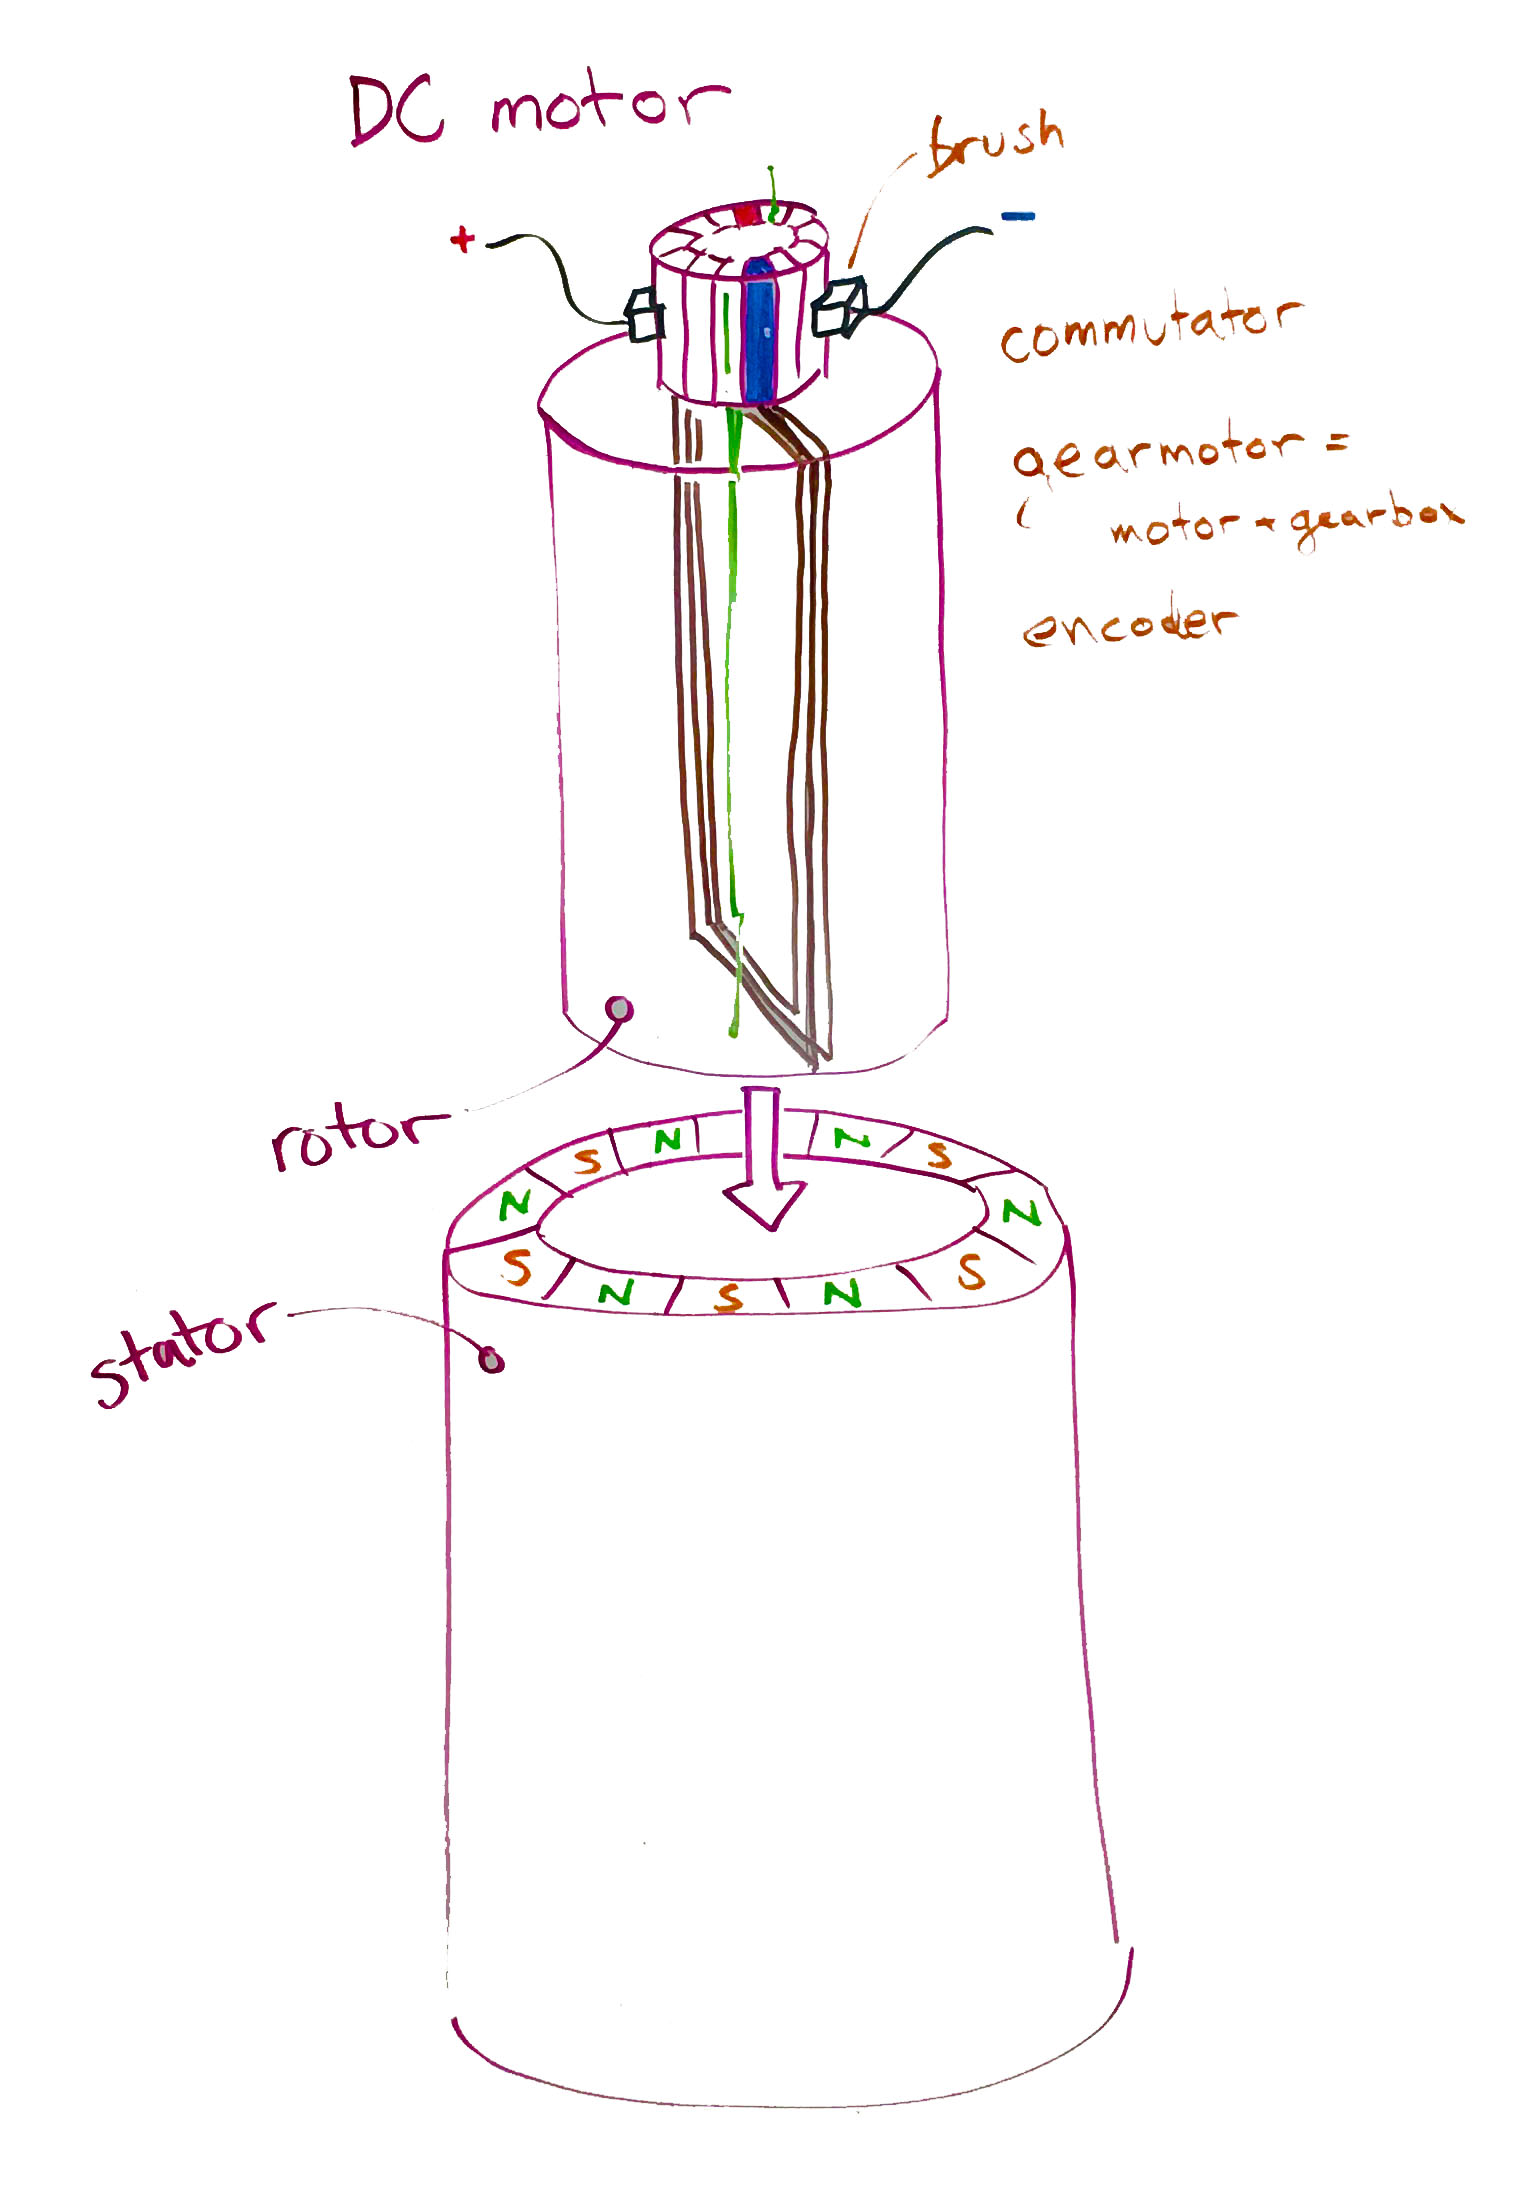 DC motor
brush
+
−
commutator
gearmotor =
motor + gearbox
encoder
rotor
N
N
S
S
N
N
S
S
N
S
N
stator